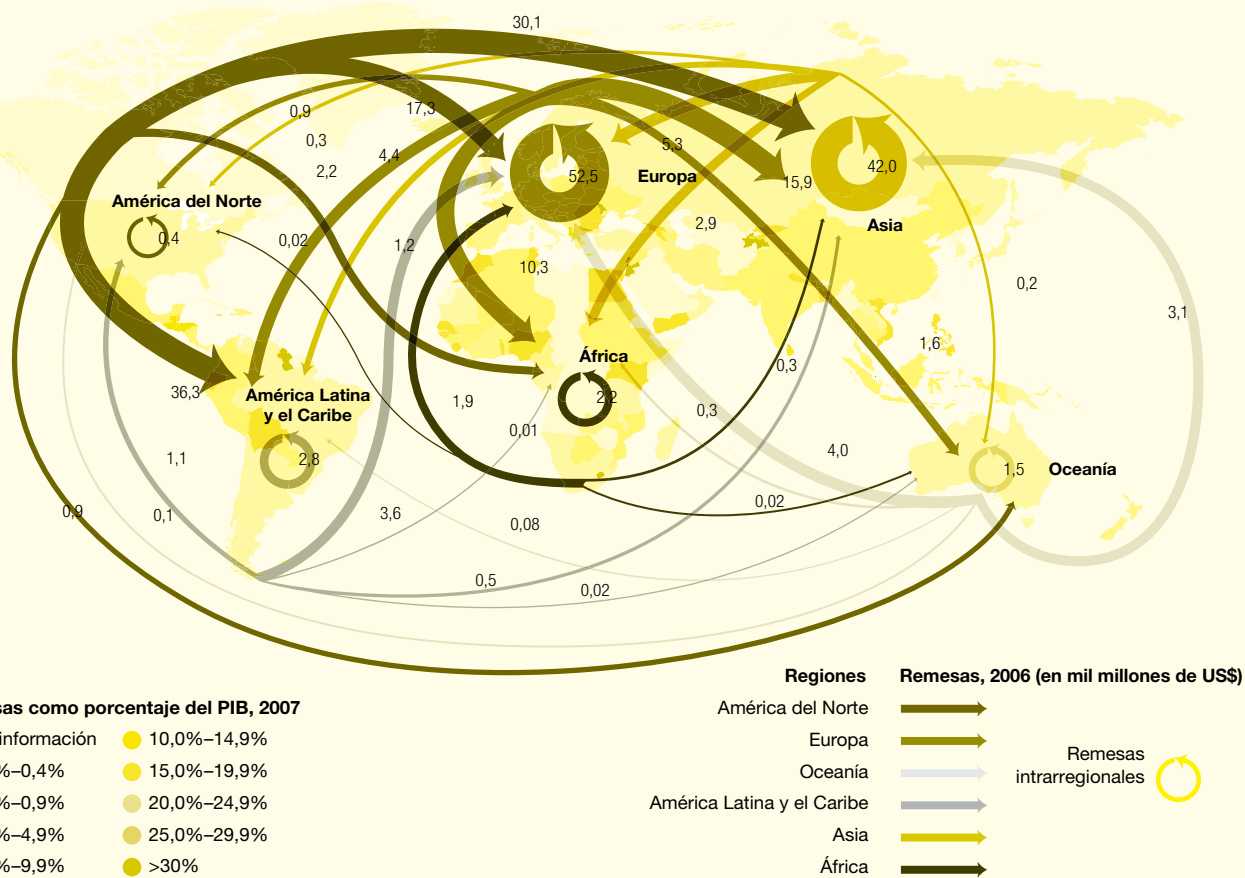 30,1
0,9
17,3
0,3
4,4
5,3
2,2
52,5
Europa
15,9
42,0
América del Norte
0,4
0,02
1,2
2,9
Asia
10,3
0,2
3,1
1,6
África
0,3
36,3
América Latina
y el Caribe
1,9
2,2
0,3
0,01
1,1
2,8
4,0
1,5
Oceanía
0,9
0,1
3,6
0,08
0,02
0,5
0,02
Regiones
Remesas, 2006 (en mil millones de US$)
América del Norte
Europa
Oceanía
América Latina y el Caribe
Asia
África
Remesas
intrarregionales
sas como porcentaje del PIB, 2007
información
10,0%–14,9%
%–0,4%
15,0%–19,9%
%–0,9%
20,0%–24,9%
%–4,9%
25,0%–29,9%
%–9,9%
>30%